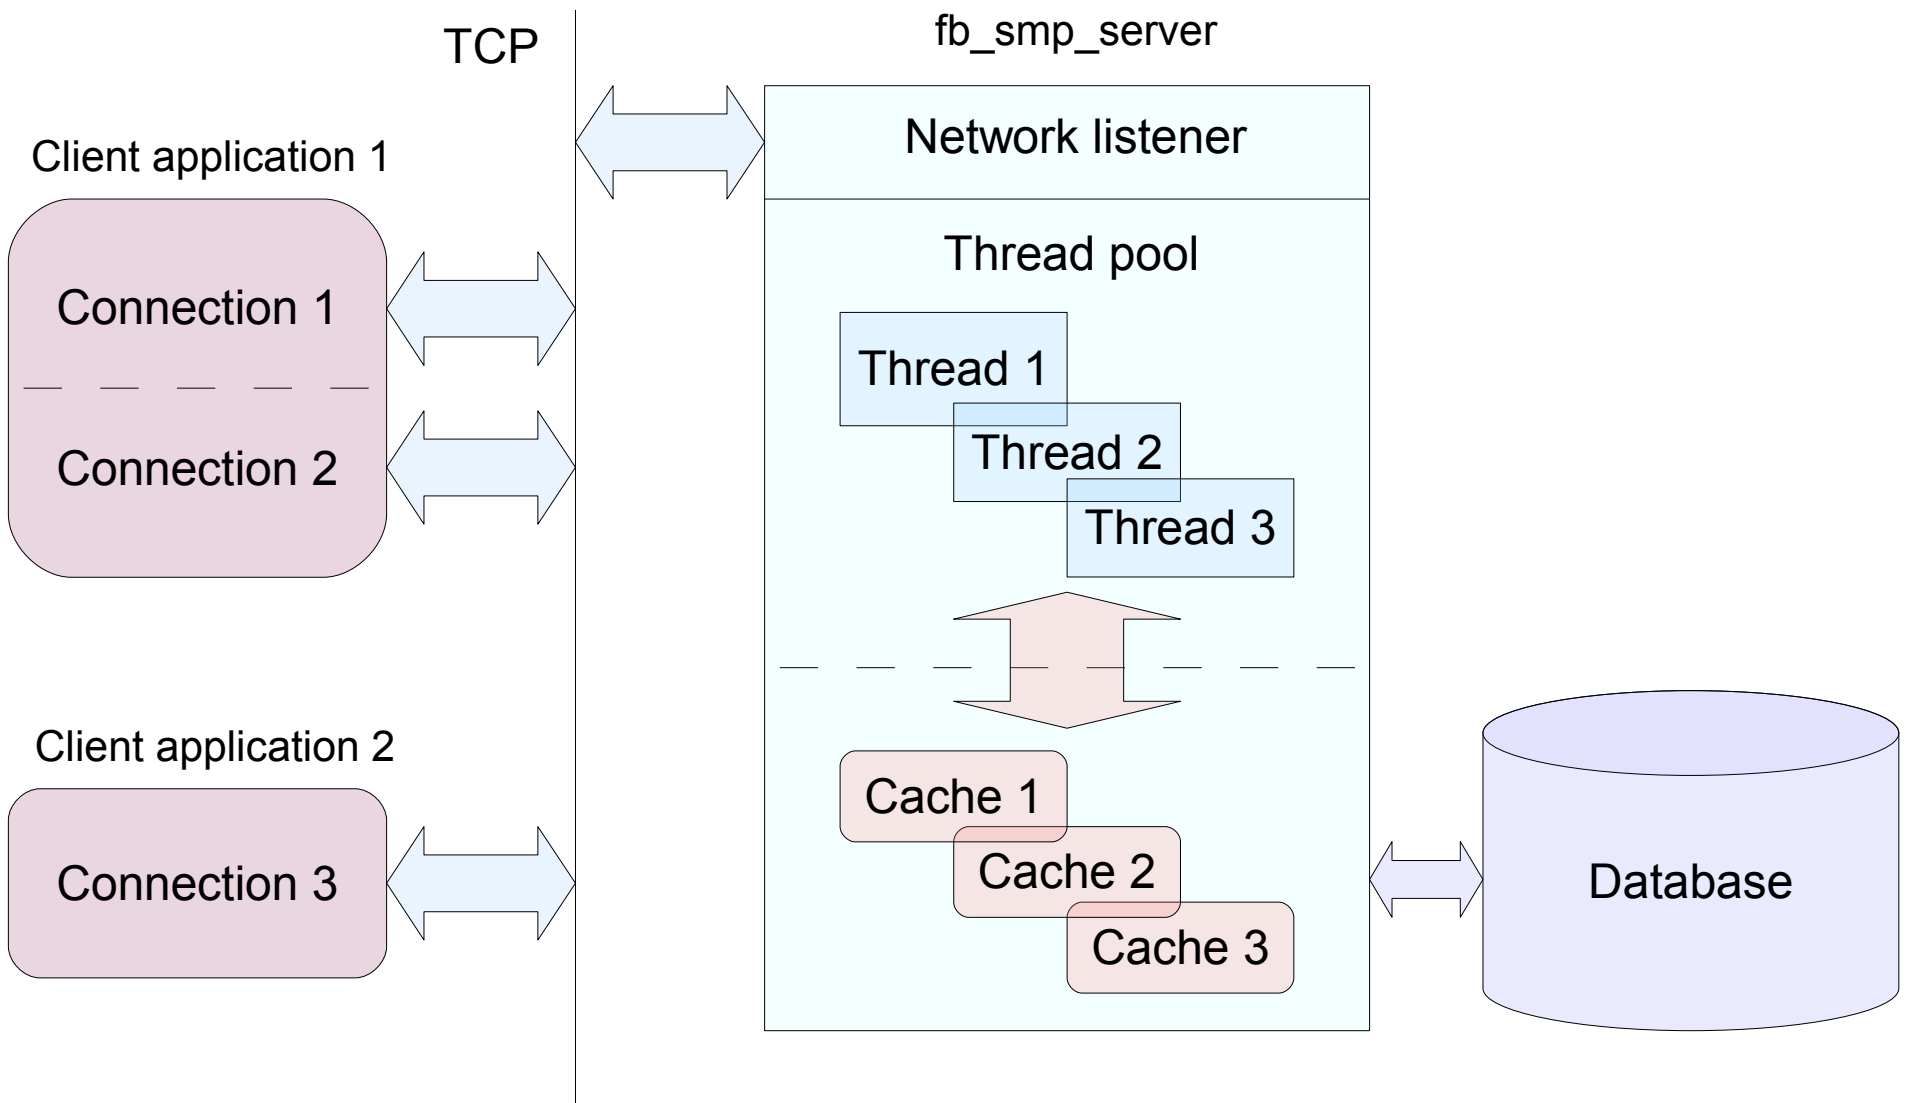 TCP
fb_smp_server
Client application 1
Connection 1
Connection 2
Client application 2
Connection 3
Network listener
Thread pool
Thread 1
Thread 2
Thread 3
Cache 1
Cache 2
Cache 3
Database